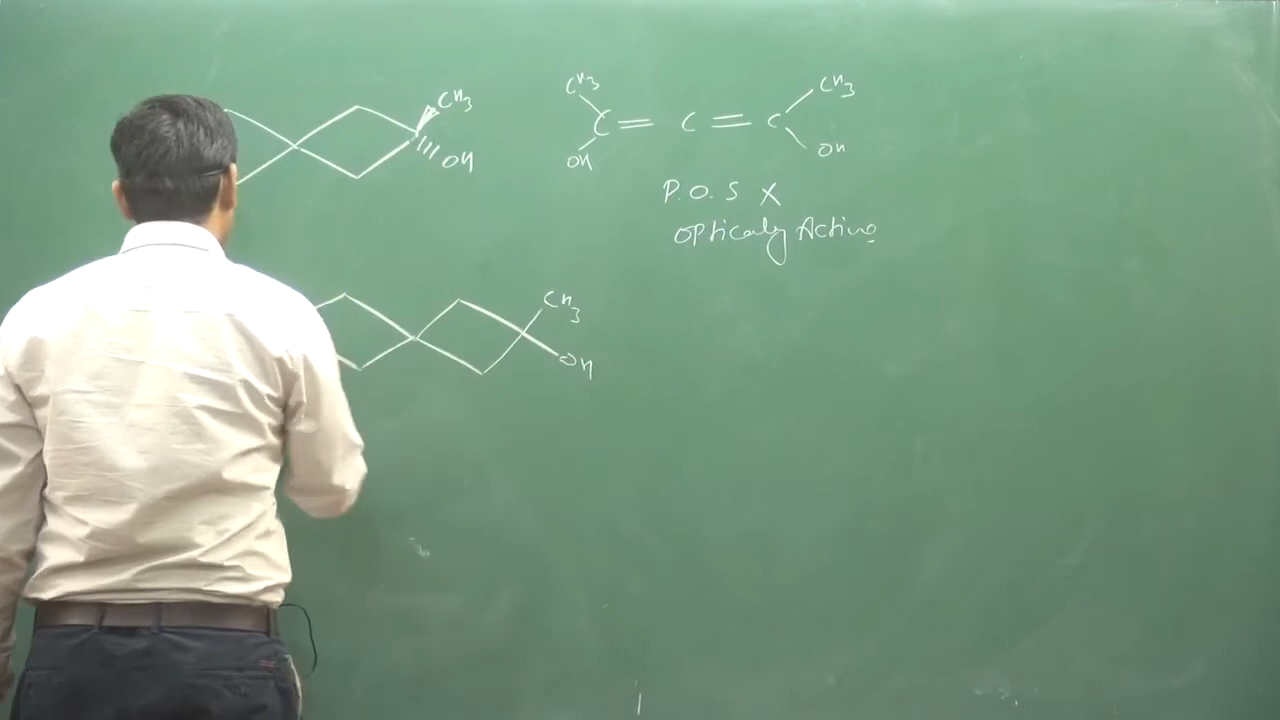 CH3
OH
CH3 CH3
C = C = C
OH OH
P.O.S X
Optically Active
CH3
OH